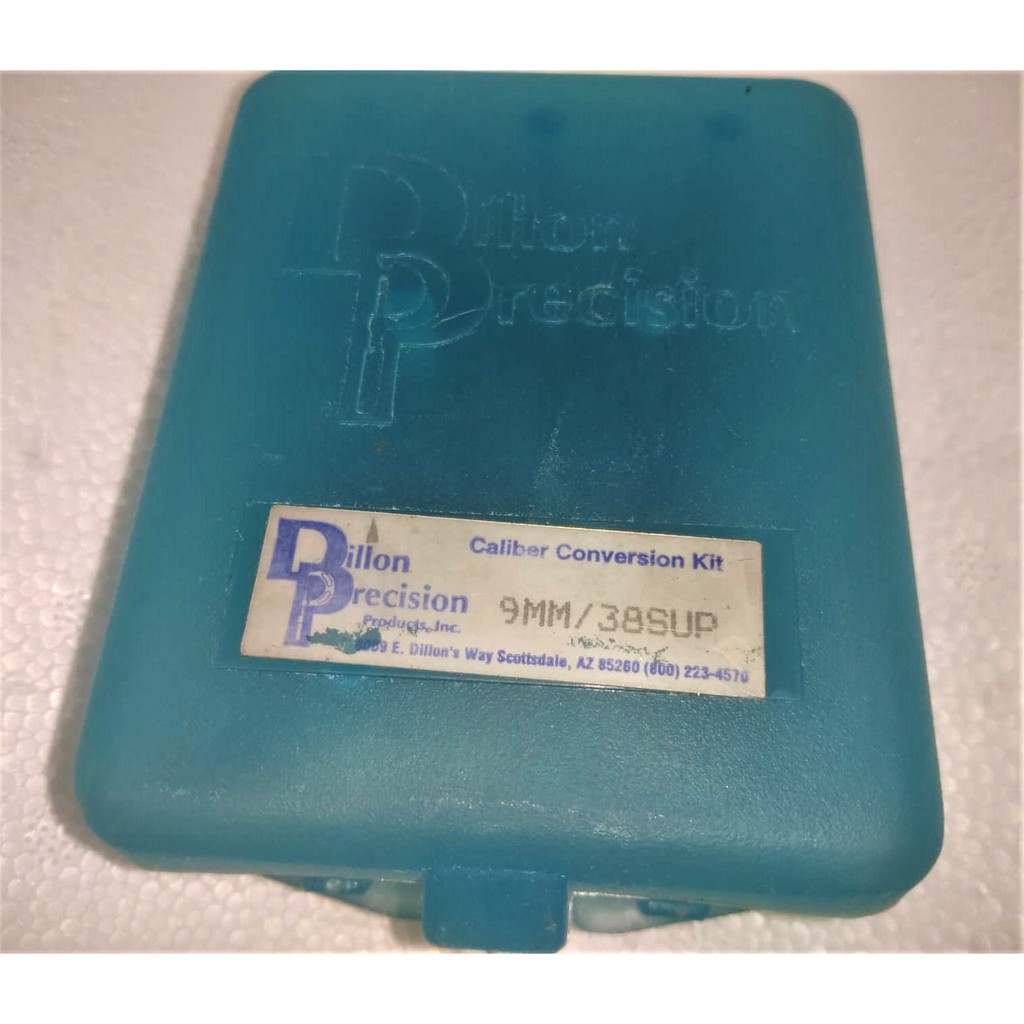 Dillon
Precision
Dillon
Precision
Products, Inc.
Caliber Conversion Kit
9MM/38SUP
8009 E. Dillon's Way Scottsdale, AZ 85260 (800) 223-4570